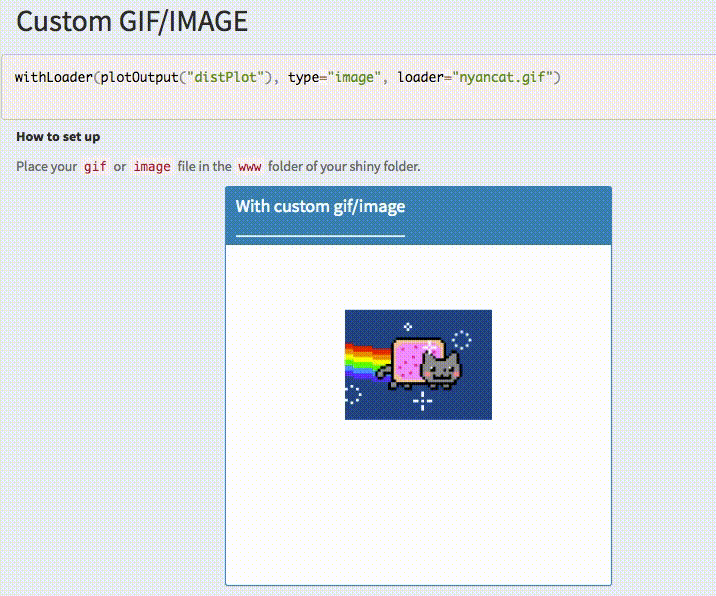 Custom GIF/IMAGE
withLoader(plotOutput("distPlot"), type="image", loader="nyancat.gif")
How to set up
Place your gif or image file in the www folder of your shiny folder.
With custom gif/image